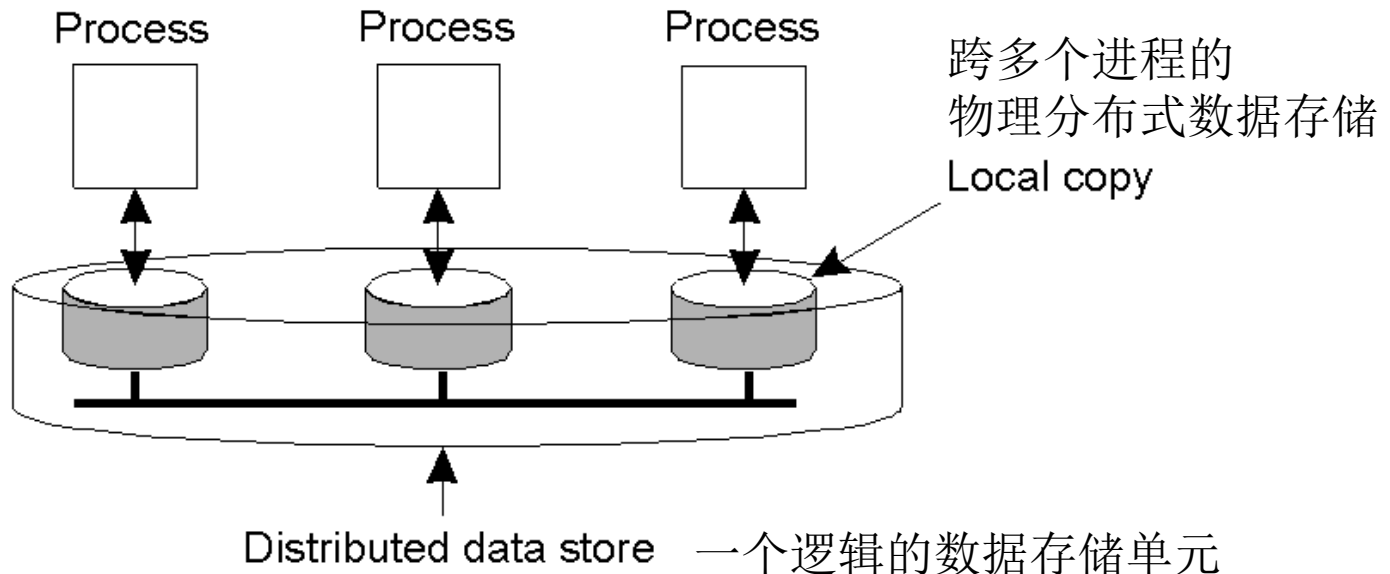 Process
Process
Process
跨多个进程的
物理分布式数据存储
Local copy
Distributed data store
一个逻辑的数据存储单元